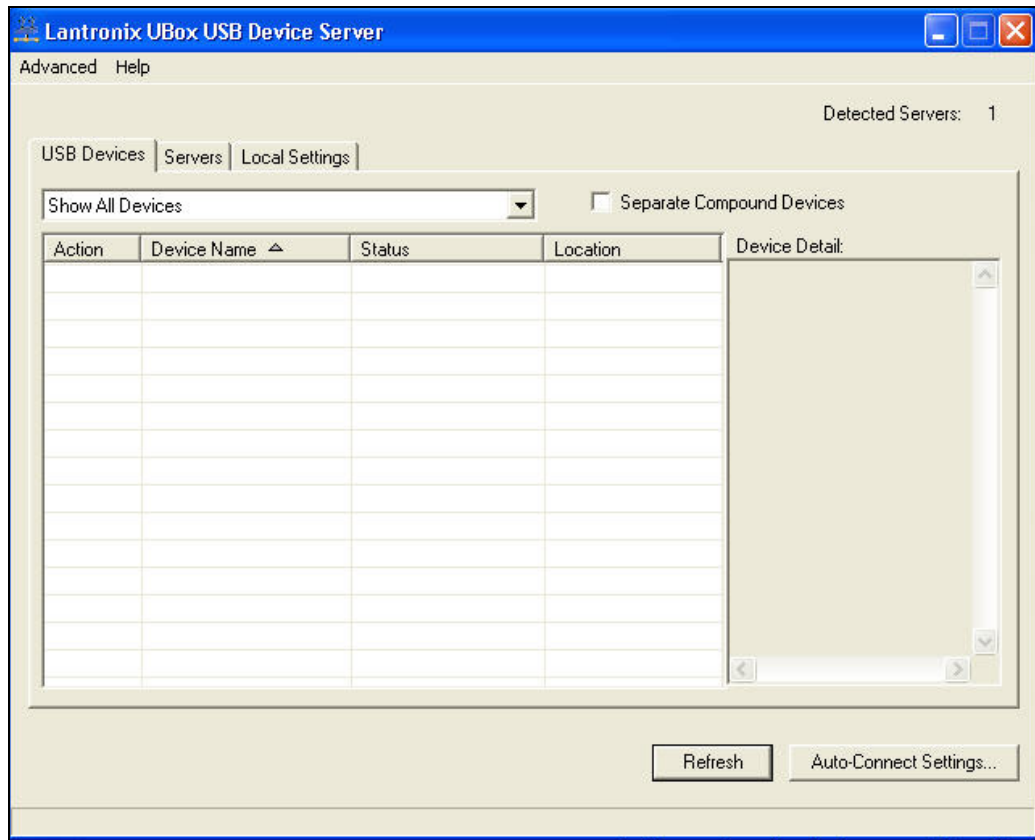 Lantronix UBox USB Device Server
Advanced Help
Detected Servers: 1
USB Devices Servers Local Settings
Show All Devices
Separate Compound Devices
Action Device Name Status Location
Device Detail:
Refresh Auto-Connect Settings...